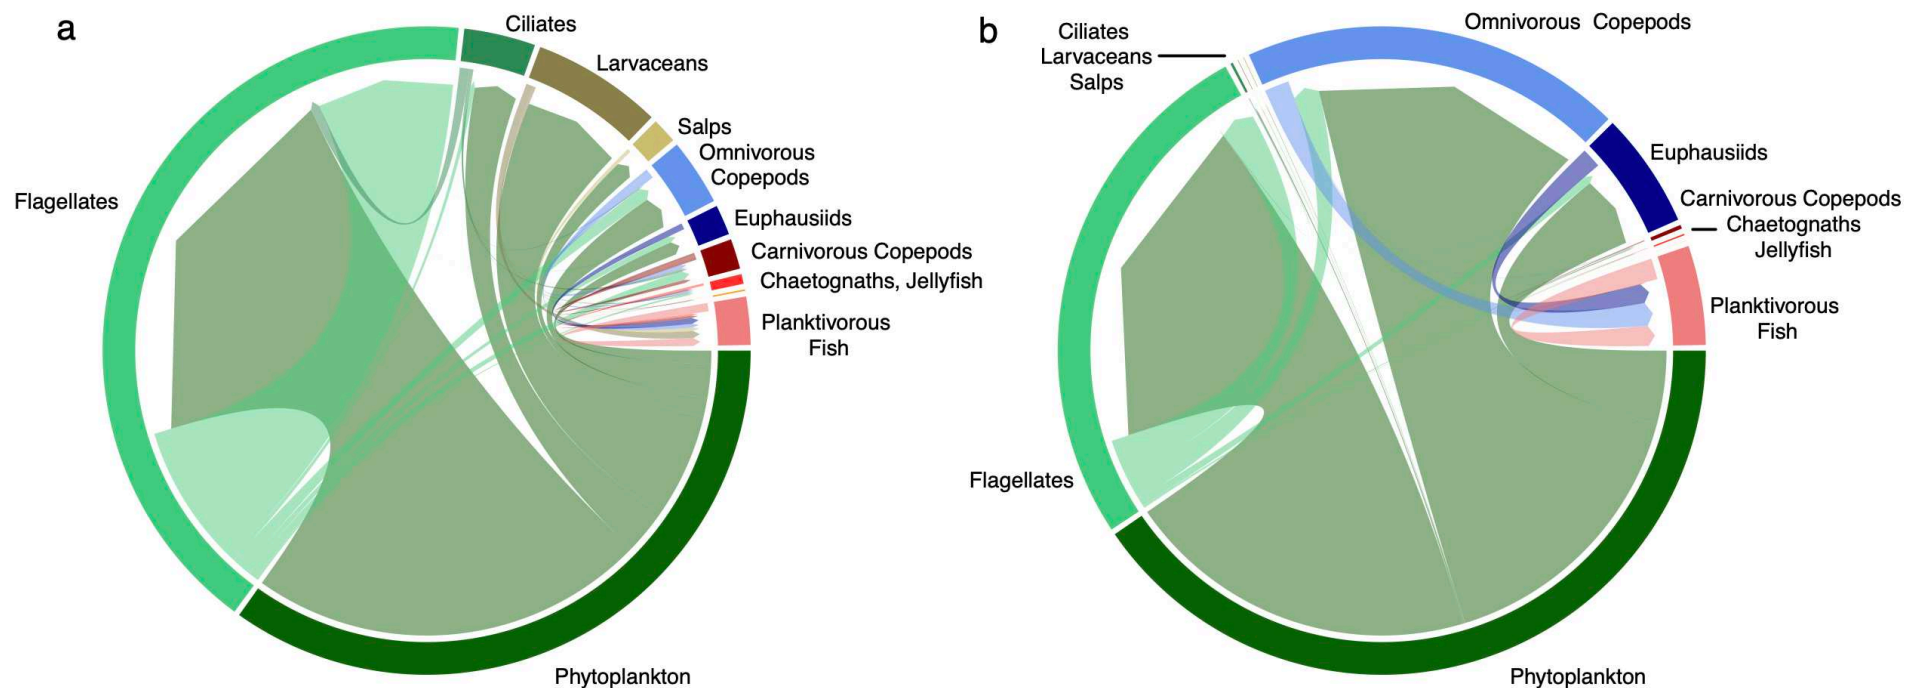 a
Ciliates
Larvaceans
Salps
Omnivorous
Copepods
Flagellates
Euphausiids
Carnivorous Copepods
Chaetognaths, Jellyfish
Planktivorous
Fish
Phytoplankton
b
Ciliates
Larvaceans
Salps
Omnivorous Copepods
Euphausiids
Carnivorous Copepods
Chaetognaths
Jellyfish
Planktivorous
Fish
Flagellates
Phytoplankton